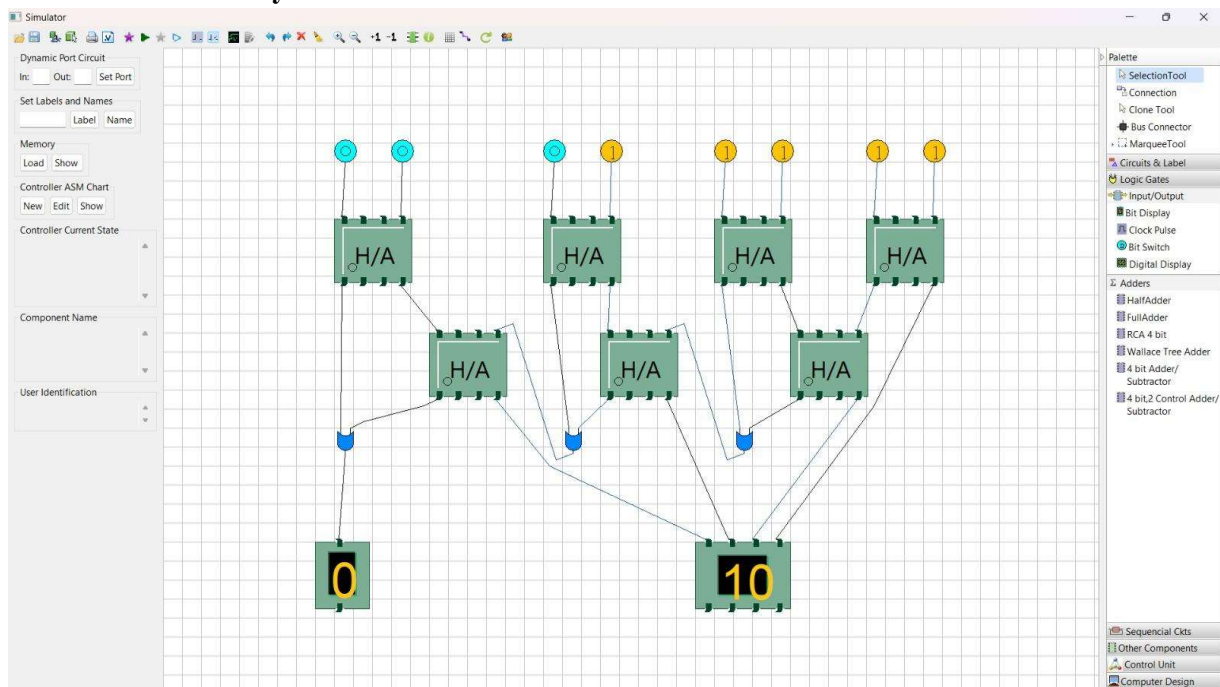 Simulator
Dynamic Port Circuit
In: Out: Set Port
Set Labels and Names
Label Name
Memory
Load Show
Controller ASM Chart
New Edit Show
Controller Current State
Component Name
User Identification
+1 -1
1 1 1 1 1
H/A H/A H/A H/A
H/A H/A H/A
0 10
Palette
SelectionTool
Connection
Clone Tool
Bus Connector
MarqueeTool
Circuits & Label
Logic Gates
Input/Output
Bit Display
Clock Pulse
Bit Switch
Digital Display
Σ Adders
HalfAdder
FullAdder
RCA 4 bit
Wallace Tree Adder
4 bit Adder/
Subtractor
4 bit,2 Control Adder/
Subtractor
Sequencial Ckts
Other Components
Control Unit
Computer Design